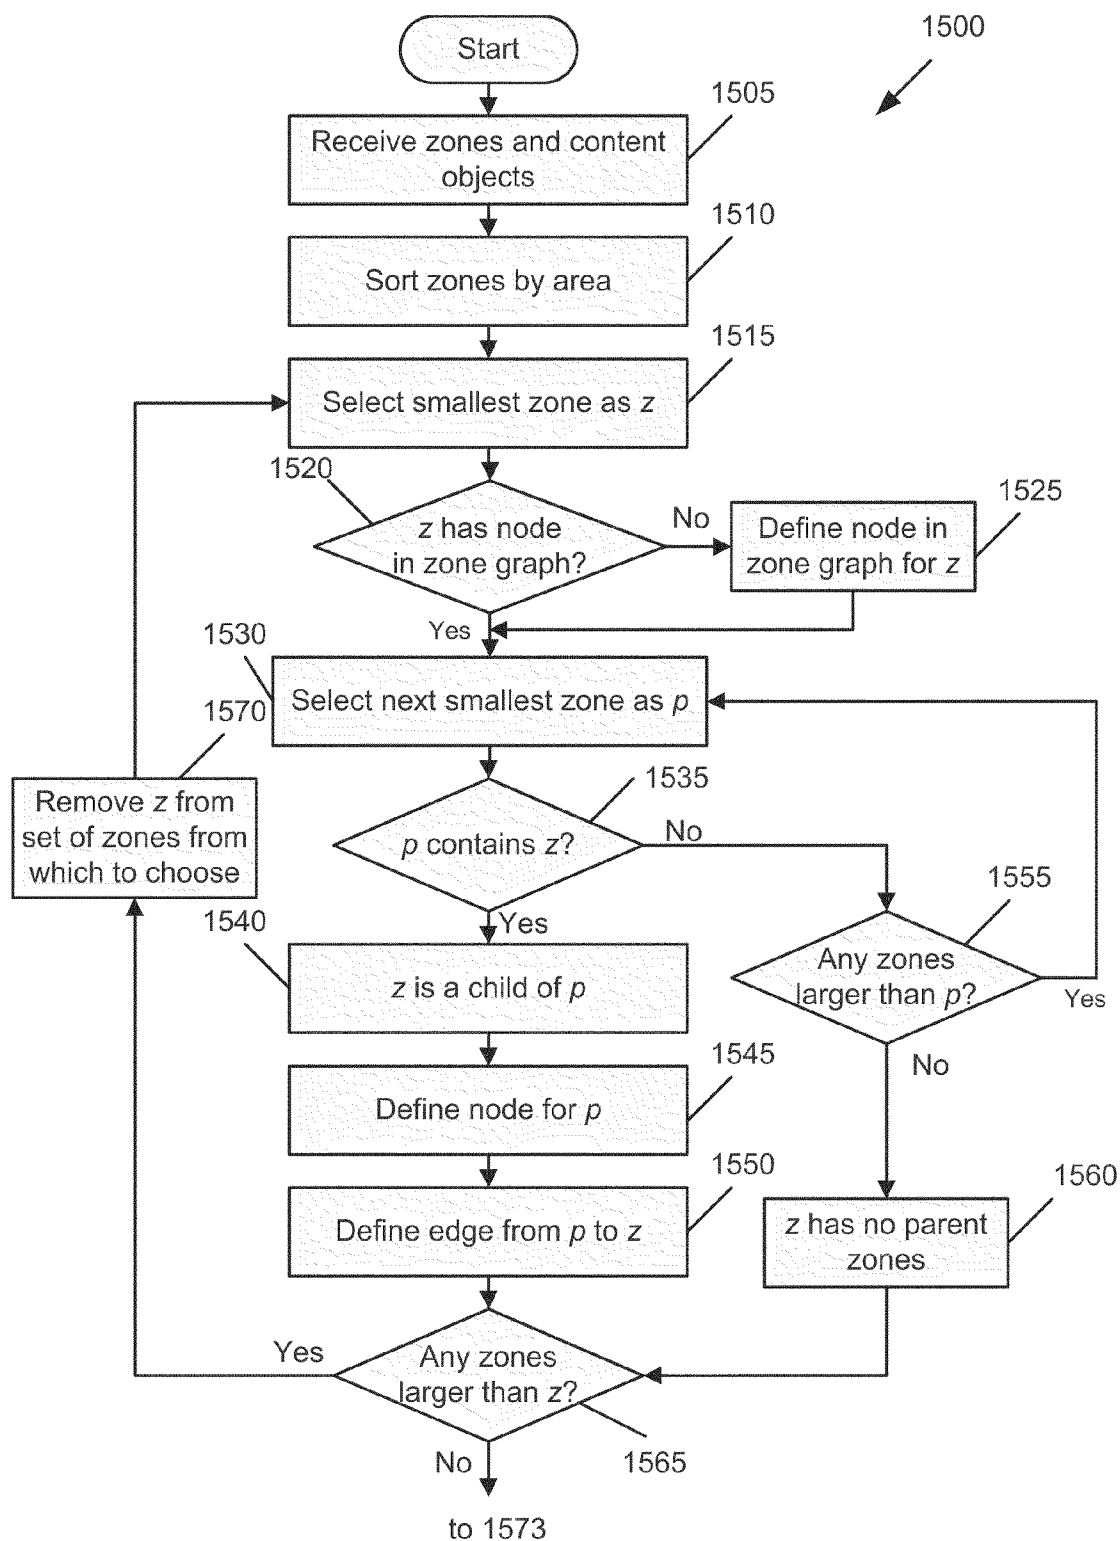 Start
1500
1505
Receive zones and content
objects
1510
Sort zones by area
1515
Select smallest zone as z
1520
z has node
in zone graph?
No
1525
Define node in
zone graph for z
Yes
1530
Select next smallest zone as p
1570
Remove z from
set of zones from
which to choose
1535
p contains z?
No
1555
Any zones
larger than p?
Yes
No
1540
Yes
z is a child of p
1545
Define node for p
1550
Define edge from p to z
1560
z has no parent
zones
Yes
Any zones
larger than z?
1565
No
to 1573